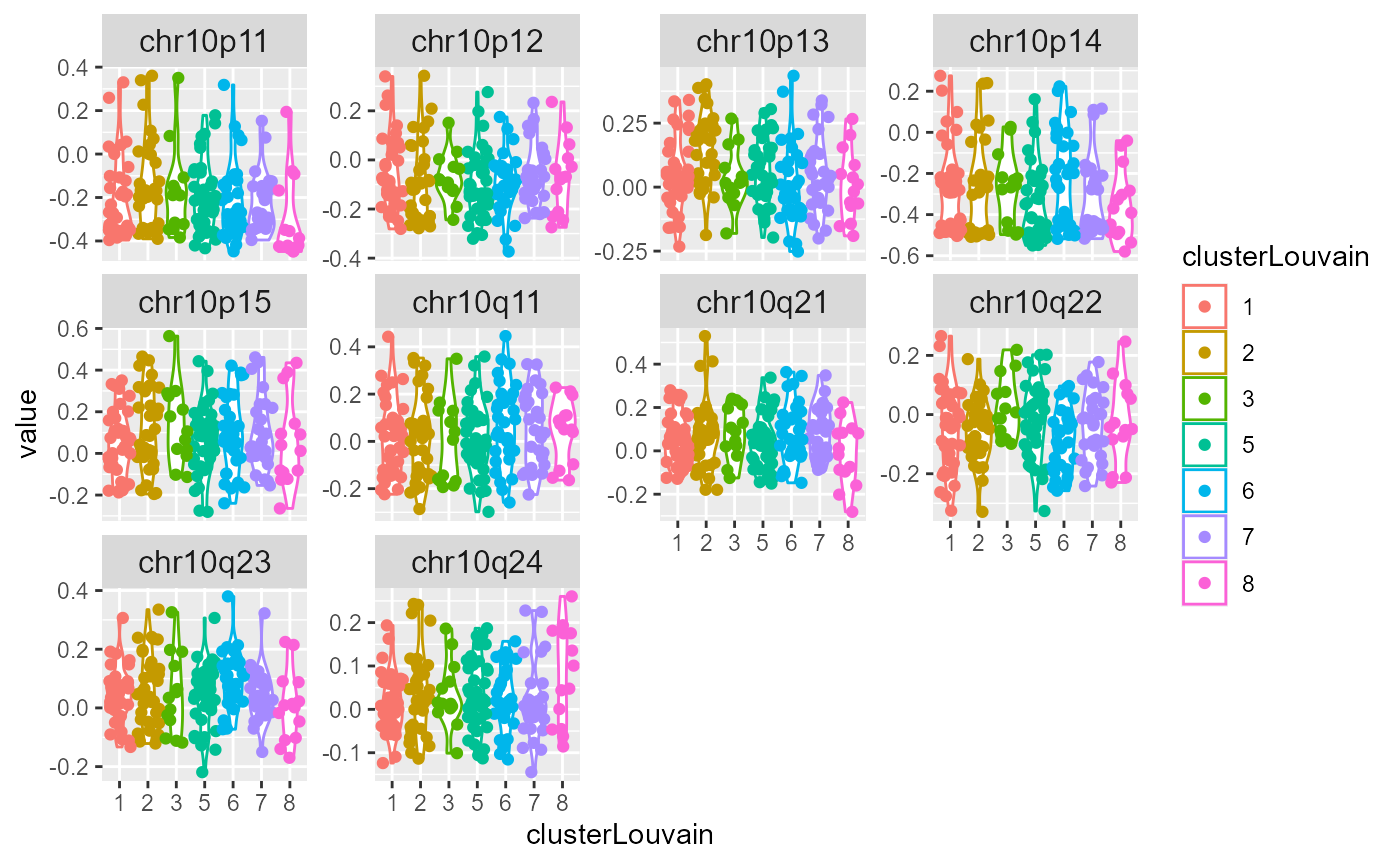 chr10p11 chr10p12 chr10p13 chr10p14
0.4 0.2 0.0 -0.2 -0.4
0.2 0.0 -0.2 -0.4
0.25 0.00 -0.25
0.2 0.0 -0.2 -0.4 -0.6
chr10p15 chr10q11 chr10q21 chr10q22
0.6 0.4 0.2 0.0 -0.2
0.4 0.2 0.0 -0.2
0.4 0.2 0.0 -0.2
0.2 0.0 -0.2
1 2 3 5 6 7 8
1 2 3 5 6 7 8
chr10q23 chr10q24
0.4 0.2 0.0 -0.2
0.2 0.1 0.0 -0.1
1 2 3 5 6 7 8
1 2 3 5 6 7 8
value
clusterLouvain
clusterLouvain
1
2
3
5
6
7
8